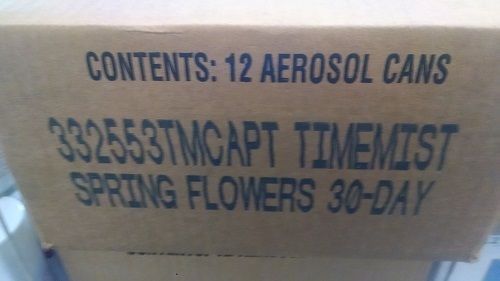 CONTENTS: 12 AEROSOL CANS
332553TMCAPT TIMEMIST
SPRING FLOWERS 30-DAY